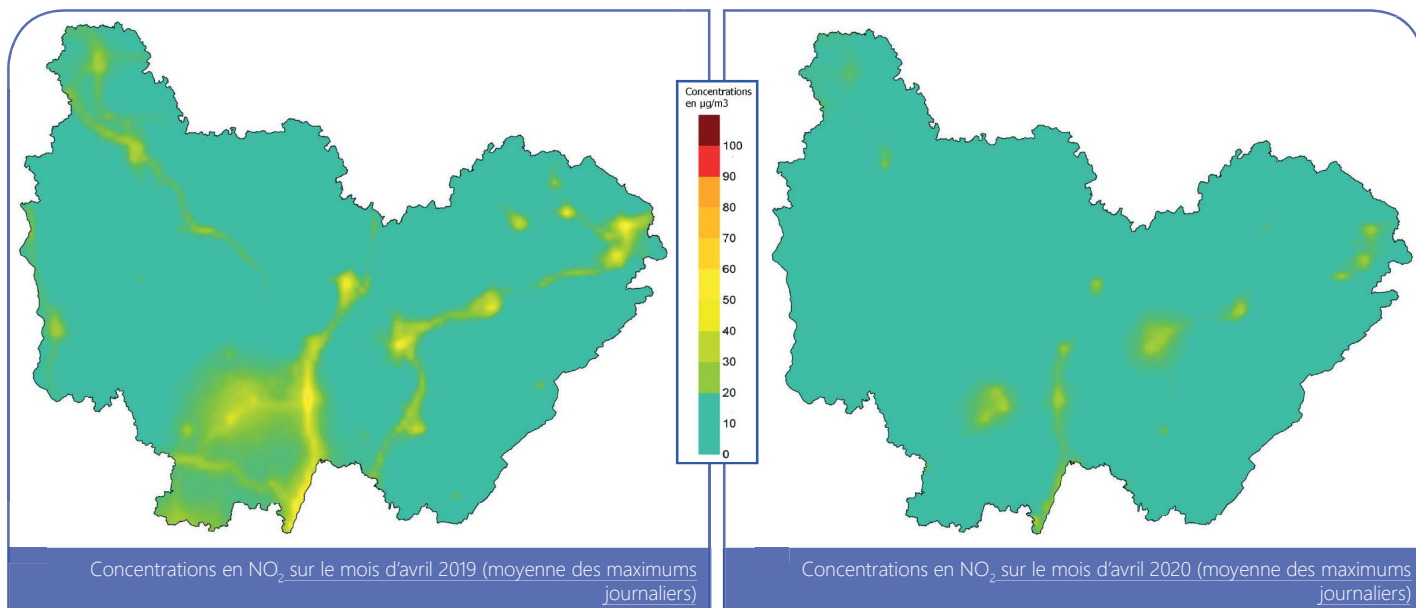 Concentrations
en µg/m3
100
90
80
70
60
50
40
30
20
10
0
Concentrations en NO₂ sur le mois d'avril 2019 (moyenne des maximums
journaliers)
Concentrations en NO₂ sur le mois d'avril 2020 (moyenne des maximums
journaliers)